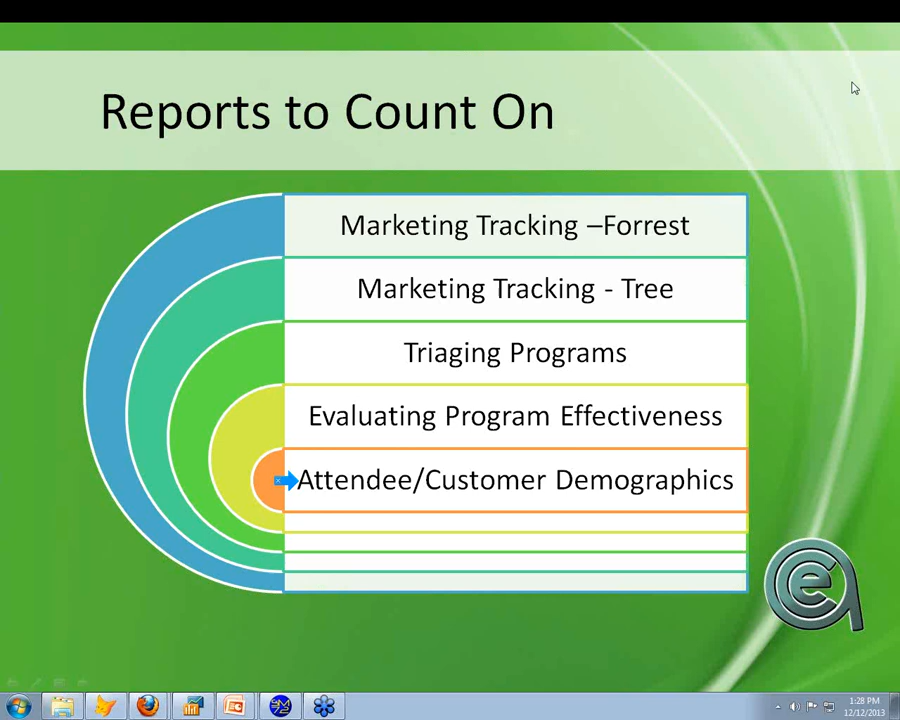 Reports to Count On
Marketing Tracking –Forrest
Marketing Tracking - Tree
Triaging Programs
Evaluating Program Effectiveness
Attendee/Customer Demographics
1:28 PM
12/12/2013